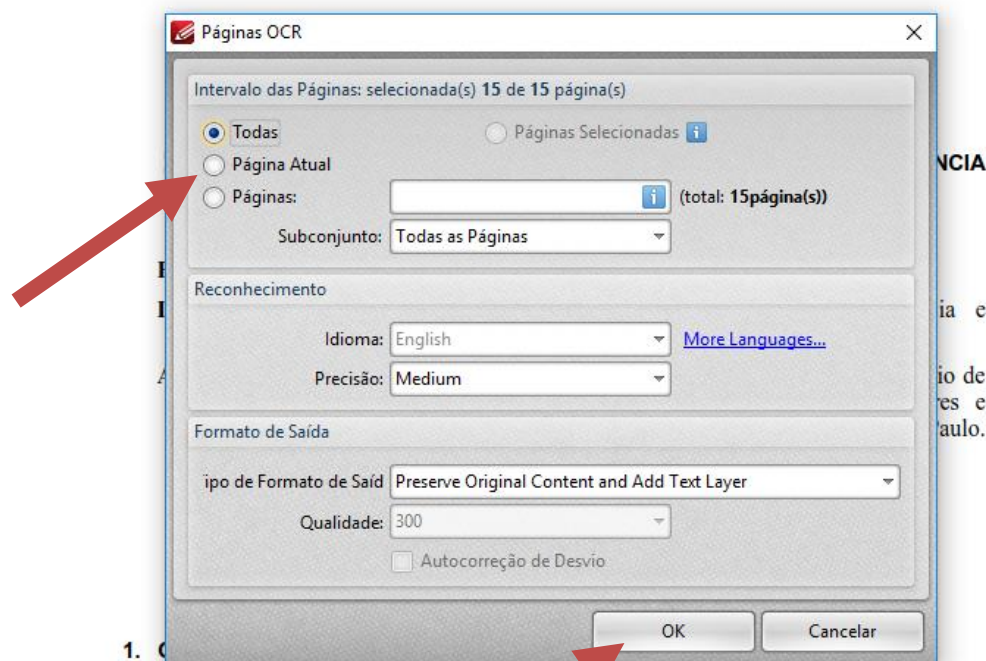 Páginas OCR
Intervalo das Páginas: selecionada(s) 15 de 15 página(s)
Todas
Páginas Selecionadas
Página Atual
NCIA
Páginas:
(total: 15página(s))
Subconjunto: Todas as Páginas
Reconhecimento
ia e
Idioma: English
More Languages...
Precisão: Medium
io de
es e
Formato de Saída
aulo.
ipo de Formato de Saíd Preserve Original Content and Add Text Layer
Qualidade: 300
Autocorreção de Desvio
OK
Cancelar
1.